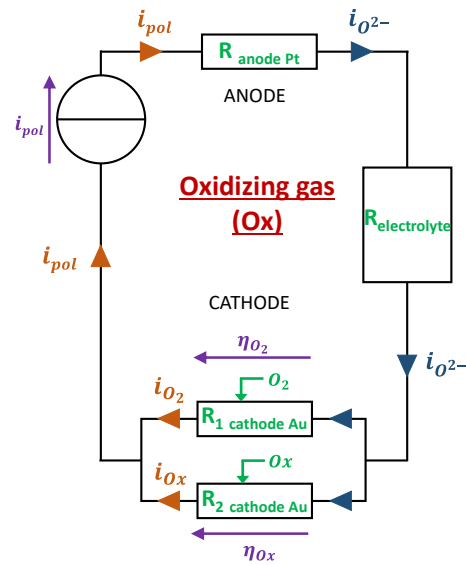 i_pol
i_O²⁻
R anode Pt
ANODE
i_pol
Oxidizing gas
(Ox)
R electrolyte
i_pol
CATHODE
η_O₂
i_O²⁻
O₂
i_O₂
R₁ cathode Au
Ox
i_Ox
R₂ cathode Au
η_Ox